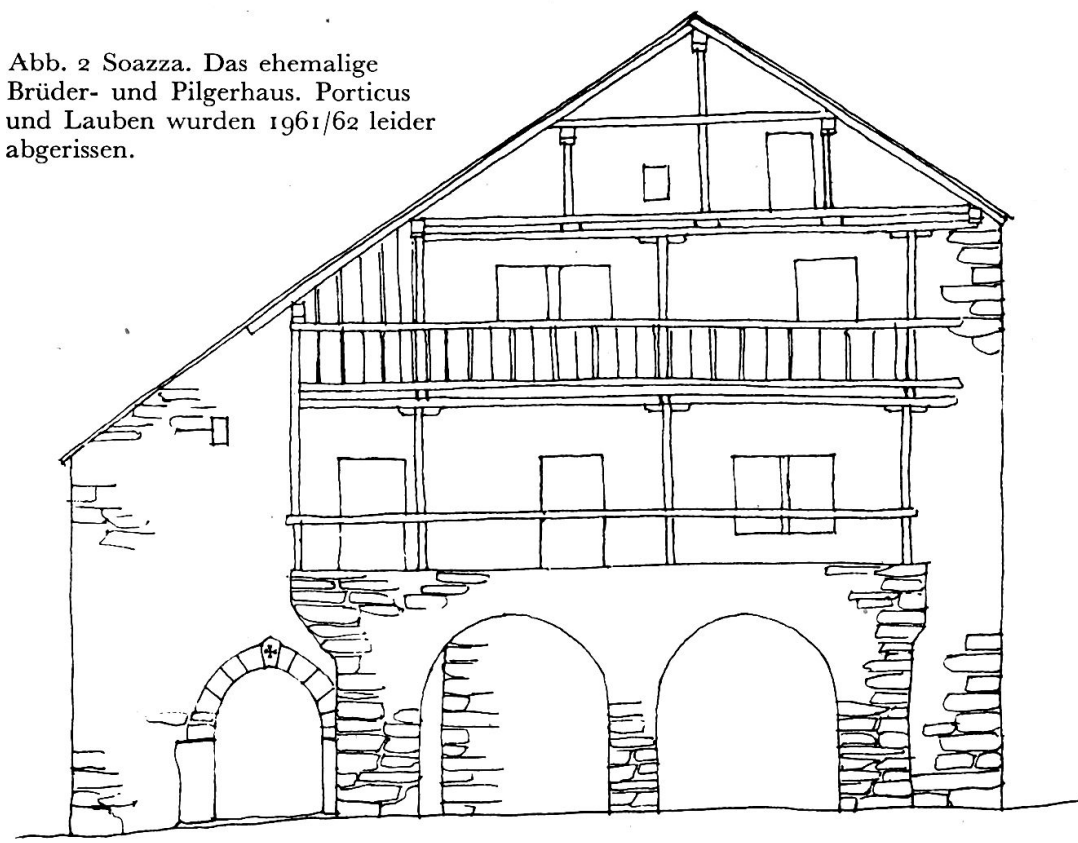 Abb. 2 Soazza. Das ehemalige
Brüder- und Pilgerhaus. Porticus
und Lauben wurden 1961/62 leider
abgerissen.